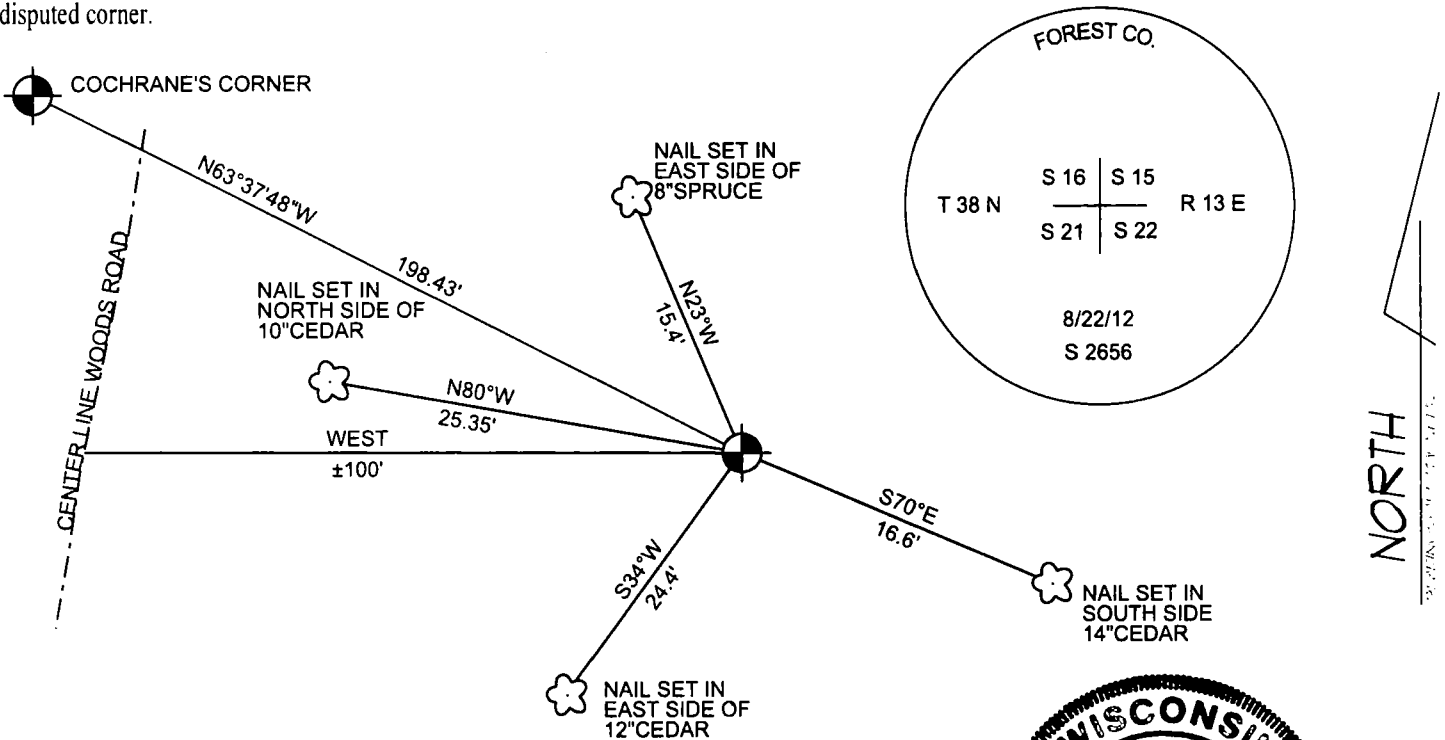 disputed corner.
COCHRANE'S CORNER
N63°37'48"W
198.43'
CENTER LINE WOODS ROAD
NAIL SET IN
NORTH SIDE OF
10"CEDAR
N80°W
25.35'
WEST
±100'
NAIL SET IN
EAST SIDE OF
8"SPRUCE
N23°W
15.4'
S34°W
24.4'
NAIL SET IN
EAST SIDE OF
12"CEDAR
S70°E
16.6'
NAIL SET IN
SOUTH SIDE
14"CEDAR
FOREST CO.
T 38 N
S 16 S 15
S 21 S 22
R 13 E
8/22/12
S 2656
NORTH
WISCONSI